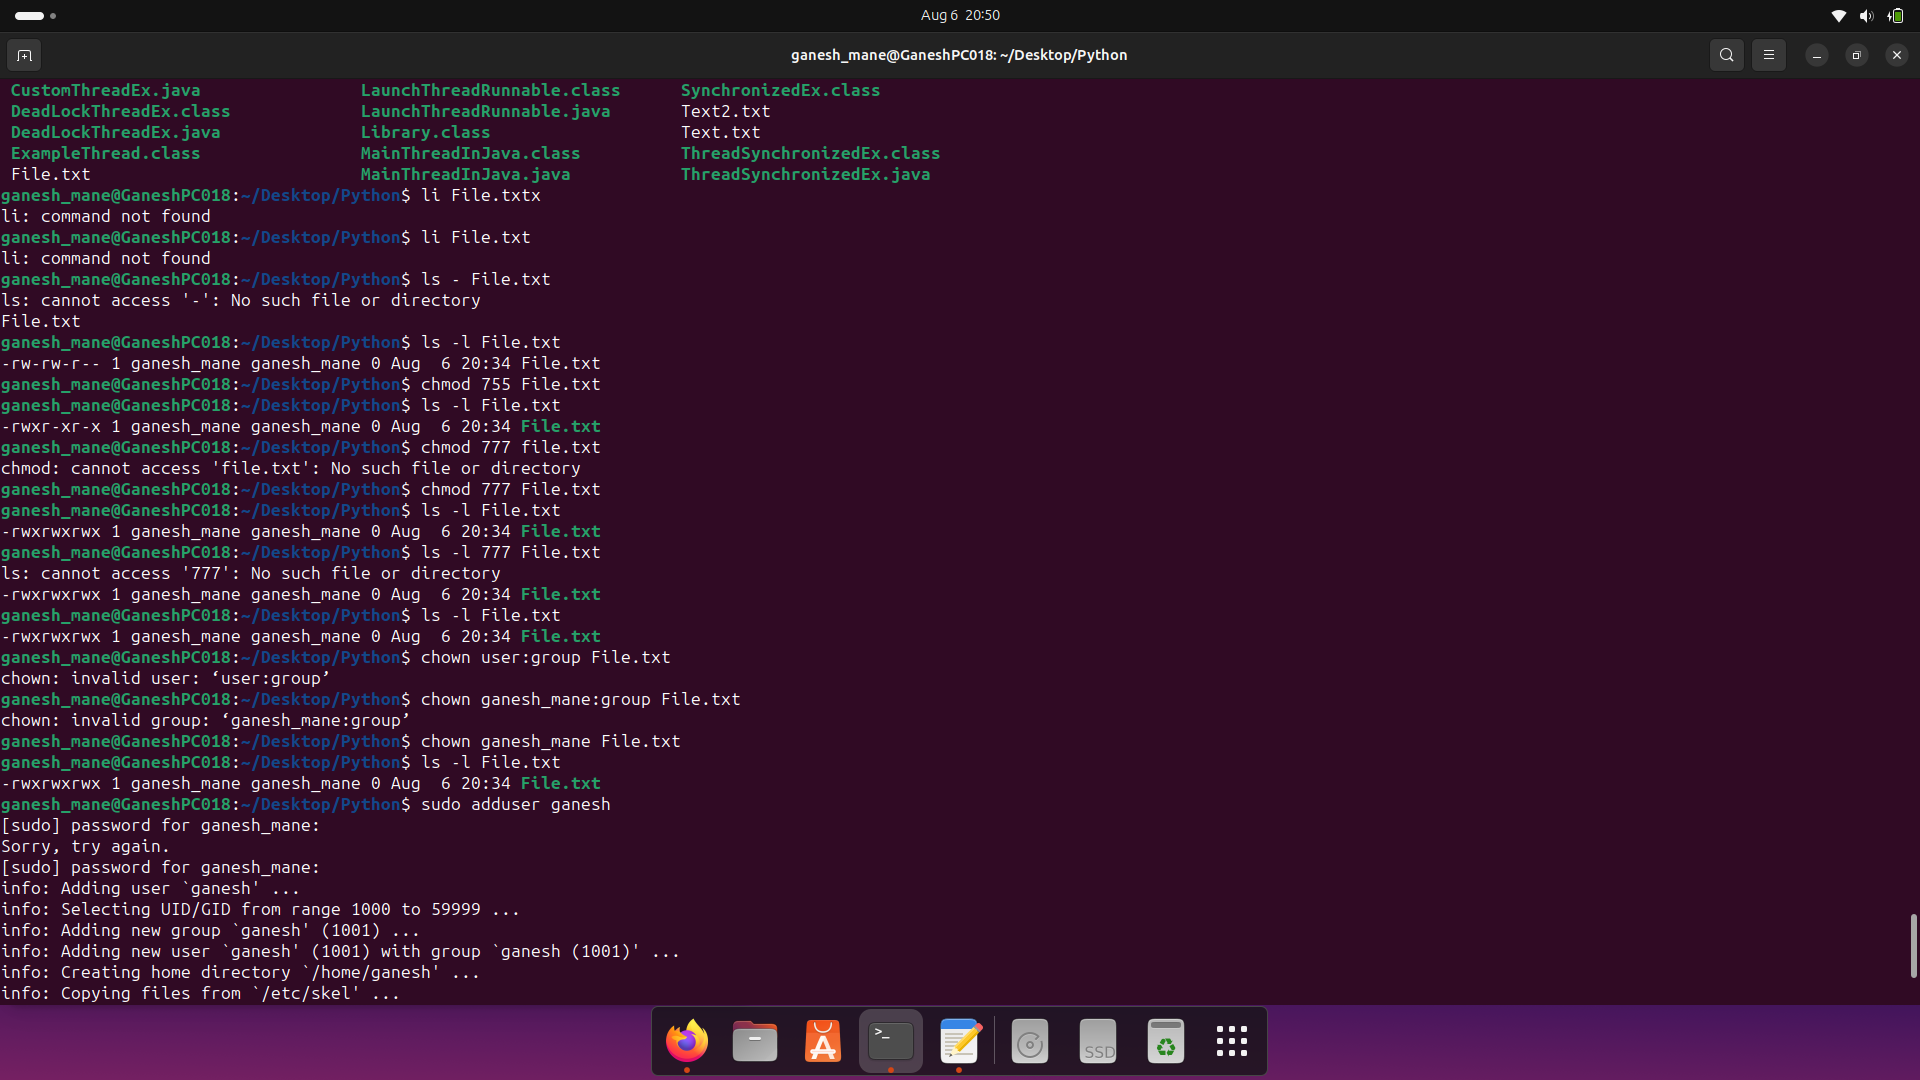 Aug 6 20:50
ganesh_mane@GaneshPC018: ~/Desktop/Python
CustomThreadEx.java LaunchThreadRunnable.class SynchronizedEx.class
DeadLockThreadEx.class LaunchThreadRunnable.java Text2.txt
DeadLockThreadEx.java Library.class Text.txt
ExampleThread.class MainThreadInJava.class ThreadSynchronizedEx.class
File.txt MainThreadInJava.java ThreadSynchronizedEx.java
ganesh_mane@GaneshPC018:~/Desktop/Python$ li File.txtx
li: command not found
ganesh_mane@GaneshPC018:~/Desktop/Python$ li File.txt
li: command not found
ganesh_mane@GaneshPC018:~/Desktop/Python$ ls - File.txt
ls: cannot access '-': No such file or directory
File.txt
ganesh_mane@GaneshPC018:~/Desktop/Python$ ls -l File.txt
-rw-rw-r-- 1 ganesh_mane ganesh_mane 0 Aug  6 20:34 File.txt
ganesh_mane@GaneshPC018:~/Desktop/Python$ chmod 755 File.txt
ganesh_mane@GaneshPC018:~/Desktop/Python$ ls -l File.txt
-rwxr-xr-x 1 ganesh_mane ganesh_mane 0 Aug  6 20:34 File.txt
ganesh_mane@GaneshPC018:~/Desktop/Python$ chmod 777 file.txt
chmod: cannot access 'file.txt': No such file or directory
ganesh_mane@GaneshPC018:~/Desktop/Python$ chmod 777 File.txt
ganesh_mane@GaneshPC018:~/Desktop/Python$ ls -l File.txt
-rwxrwxrwx 1 ganesh_mane ganesh_mane 0 Aug  6 20:34 File.txt
ganesh_mane@GaneshPC018:~/Desktop/Python$ ls -l 777 File.txt
ls: cannot access '777': No such file or directory
-rwxrwxrwx 1 ganesh_mane ganesh_mane 0 Aug  6 20:34 File.txt
ganesh_mane@GaneshPC018:~/Desktop/Python$ ls -l File.txt
-rwxrwxrwx 1 ganesh_mane ganesh_mane 0 Aug  6 20:34 File.txt
ganesh_mane@GaneshPC018:~/Desktop/Python$ chown user:group File.txt
chown: invalid user: ‘user:group’
ganesh_mane@GaneshPC018:~/Desktop/Python$ chown ganesh_mane:group File.txt
chown: invalid group: ‘ganesh_mane:group’
ganesh_mane@GaneshPC018:~/Desktop/Python$ chown ganesh_mane File.txt
ganesh_mane@GaneshPC018:~/Desktop/Python$ ls -l File.txt
-rwxrwxrwx 1 ganesh_mane ganesh_mane 0 Aug  6 20:34 File.txt
ganesh_mane@GaneshPC018:~/Desktop/Python$ sudo adduser ganesh
[sudo] password for ganesh_mane:
Sorry, try again.
[sudo] password for ganesh_mane:
info: Adding user `ganesh' ...
info: Selecting UID/GID from range 1000 to 59999 ...
info: Adding new group `ganesh' (1001) ...
info: Adding new user `ganesh' (1001) with group `ganesh (1001)' ...
info: Creating home directory `/home/ganesh' ...
info: Copying files from `/etc/skel' ...
>_
SSD